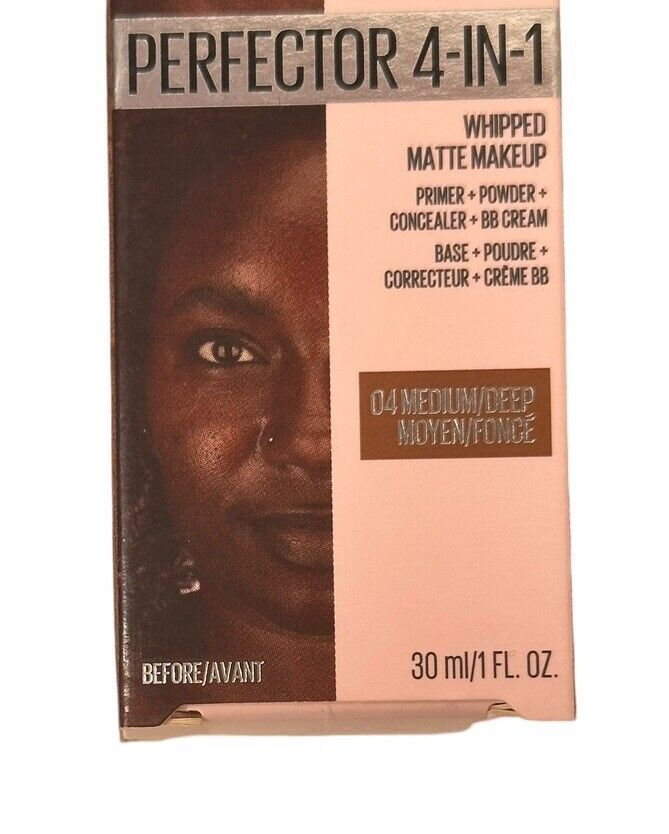 PERFECTOR 4-IN-1
WHIPPED
MATTE MAKEUP
PRIMER + POWDER +
CONCEALER + BB CREAM
BASE + POUDRE +
CORRECTEUR + CRÈME BB
04 MEDIUM/DEEP
MOYEN/FONCÉ
BEFORE/AVANT
30 ml/1 FL. OZ.